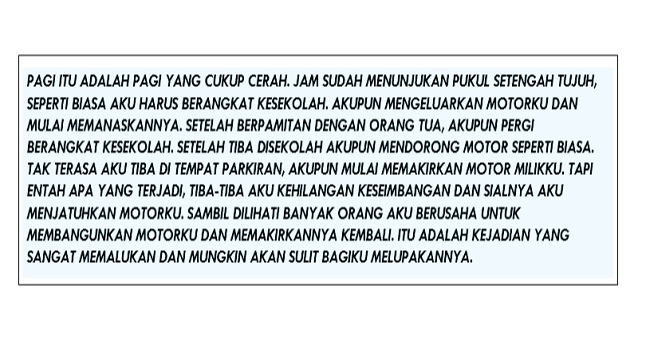 PAGI ITU ADALAH PAGI YANG CUKUP CERAH. JAM SUDAH MENUNJUKAN PUKUL SETENGAH TUJUH,
SEPERTI BIASA AKU HARUS BERANGKAT KESEKOLAH. AKUPUN MENGELUARKAN MOTORKU DAN
MULAI MEMANASKANNYA. SETELAH BERPAMITAN DENGAN ORANG TUA, AKUPUN PERGI
BERANGKAT KESEKOLAH. SETELAH TIBA DISEKOLAH AKUPUN MENDORONG MOTOR SEPERTI BIASA.
TAK TERASA AKU TIBA DI TEMPAT PARKIRAN, AKUPUN MULAI MEMAKIRKAN MOTOR MILIKKU. TAPI
ENTAH APA YANG TERJADI, TIBA-TIBA AKU KEHILANGAN KESEIMBANGAN DAN SIALNYA AKU
MENJATUHKAN MOTORKU. SAMBIL DILIHATI BANYAK ORANG AKU BERUSAHA UNTUK
MEMBANGUNKAN MOTORKU DAN MEMAKIRKANNYA KEMBALI. ITU ADALAH KEJADIAN YANG
SANGAT MEMALUKAN DAN MUNGKIN AKAN SULIT BAGIKU MELUPAKANNYA.